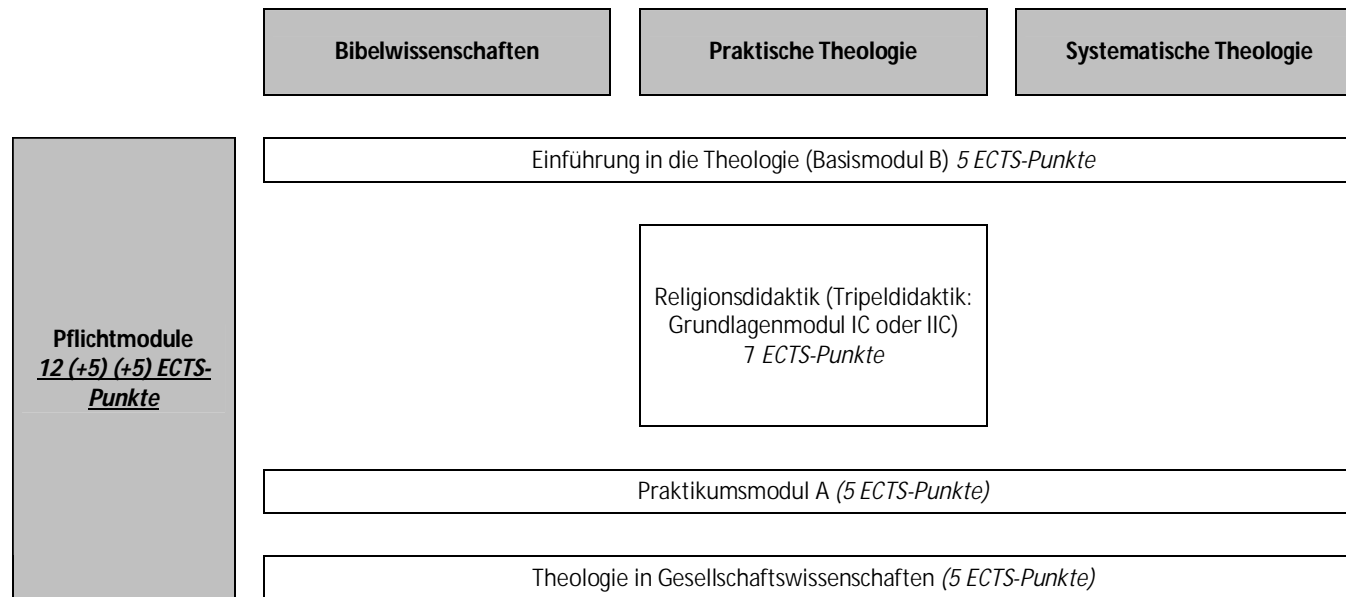 Bibelwissenschaften
Praktische Theologie
Systematische Theologie
Einführung in die Theologie (Basismodul B) 5 ECTS-Punkte
Religionsdidaktik (Tripeldidaktik:
Grundlagenmodul IC oder IIC)
7 ECTS-Punkte
Pflichtmodule
12 (+5) (+5) ECTS-
Punkte
Praktikumsmodul A (5 ECTS-Punkte)
Theologie in Gesellschaftswissenschaften (5 ECTS-Punkte)